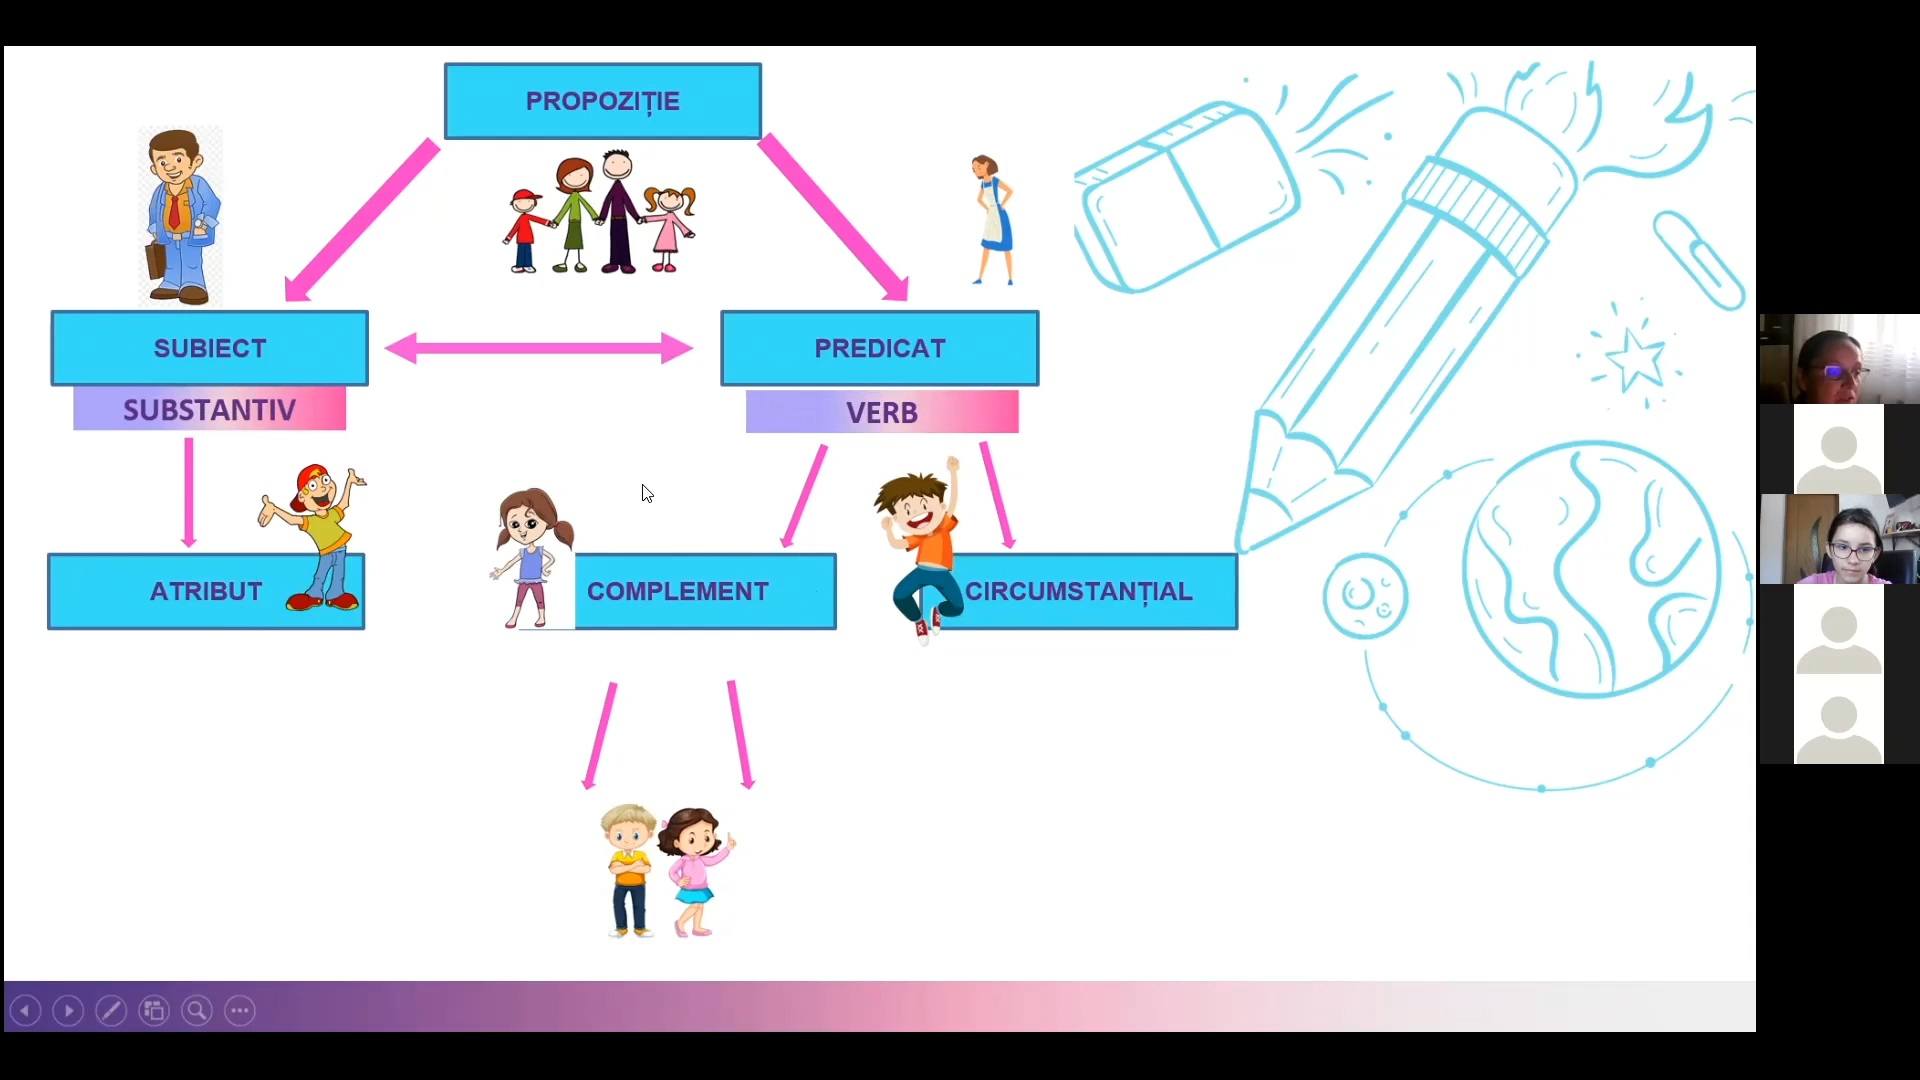 PROPOZIȚIE
SUBIECT
PREDICAT
SUBSTANTIV
VERB
ATRIBUT
COMPLEMENT
CIRCUMSTANȚIAL